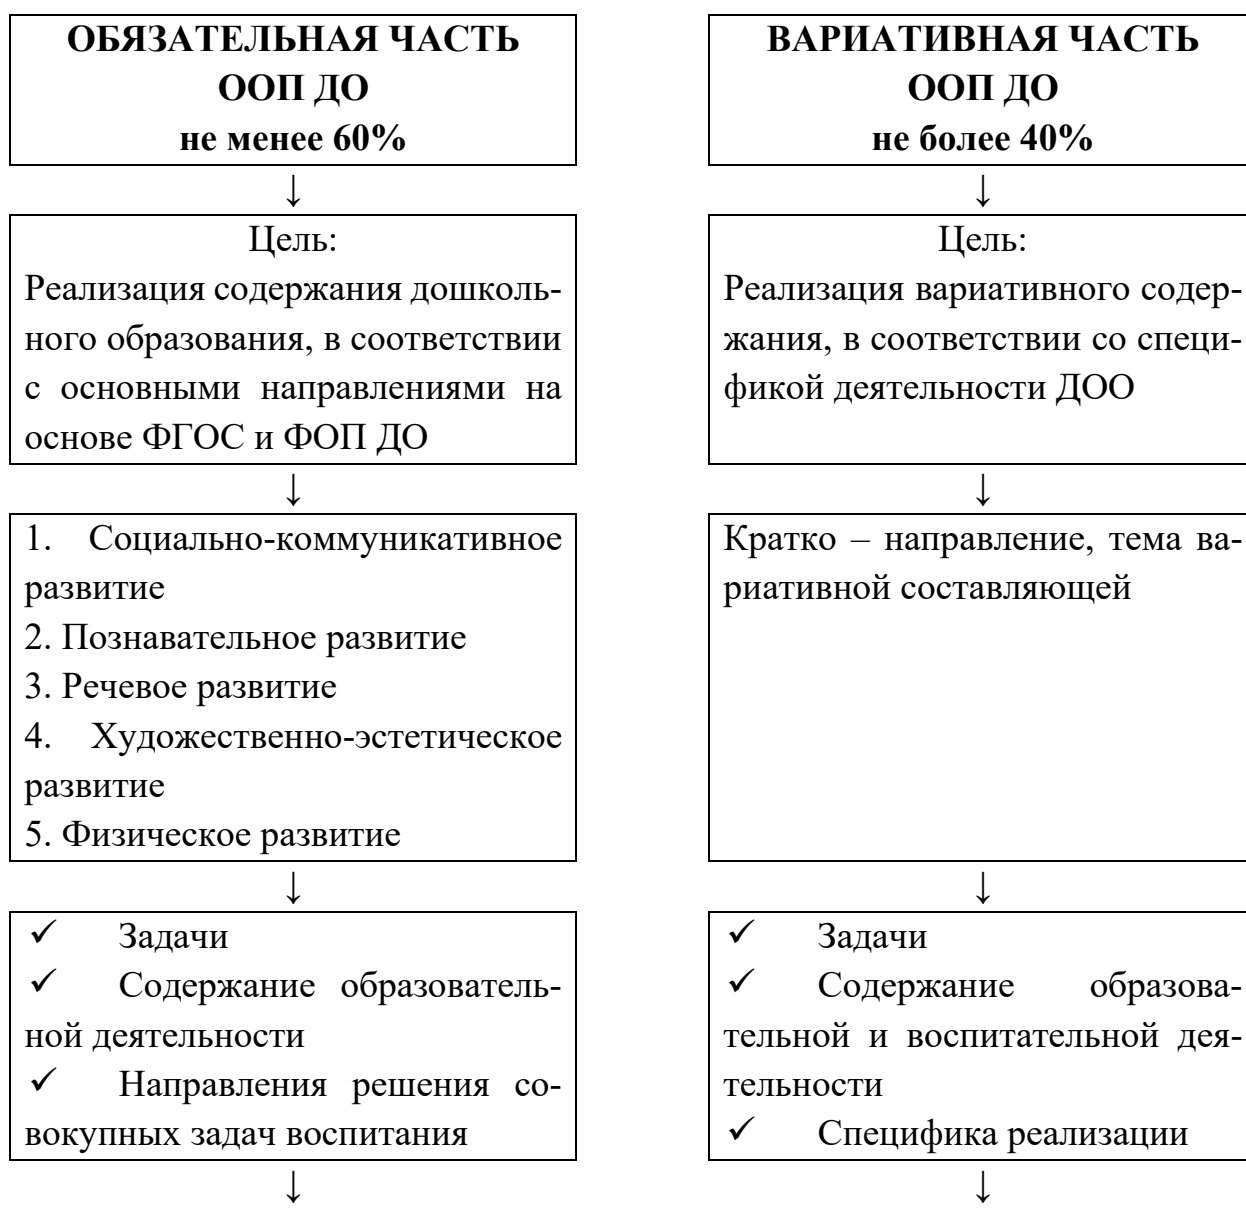 ОБЯЗАТЕЛЬНАЯ ЧАСТЬ
ООП ДО
не менее 60%
↓
Цель:
Реализация содержания дошколь-
ного образования, в соответствии
с основными направлениями на
основе ФГОС и ФОП ДО
↓
1. Социально-коммуникативное
развитие
2. Познавательное развитие
3. Речевое развитие
4. Художественно-эстетическое
развитие
5. Физическое развитие
↓
✓ Задачи
✓ Содержание образователь-
ной деятельности
✓ Направления решения со-
вокупных задач воспитания
↓
ВАРИАТИВНАЯ ЧАСТЬ
ООП ДО
не более 40%
↓
Цель:
Реализация вариативного содер-
жания, в соответствии со специ-
фикой деятельности ДОО
↓
Кратко – направление, тема ва-
риативной составляющей
↓
✓ Задачи
✓ Содержание образова-
тельной и воспитательной дея-
тельности
✓ Специфика реализации
↓